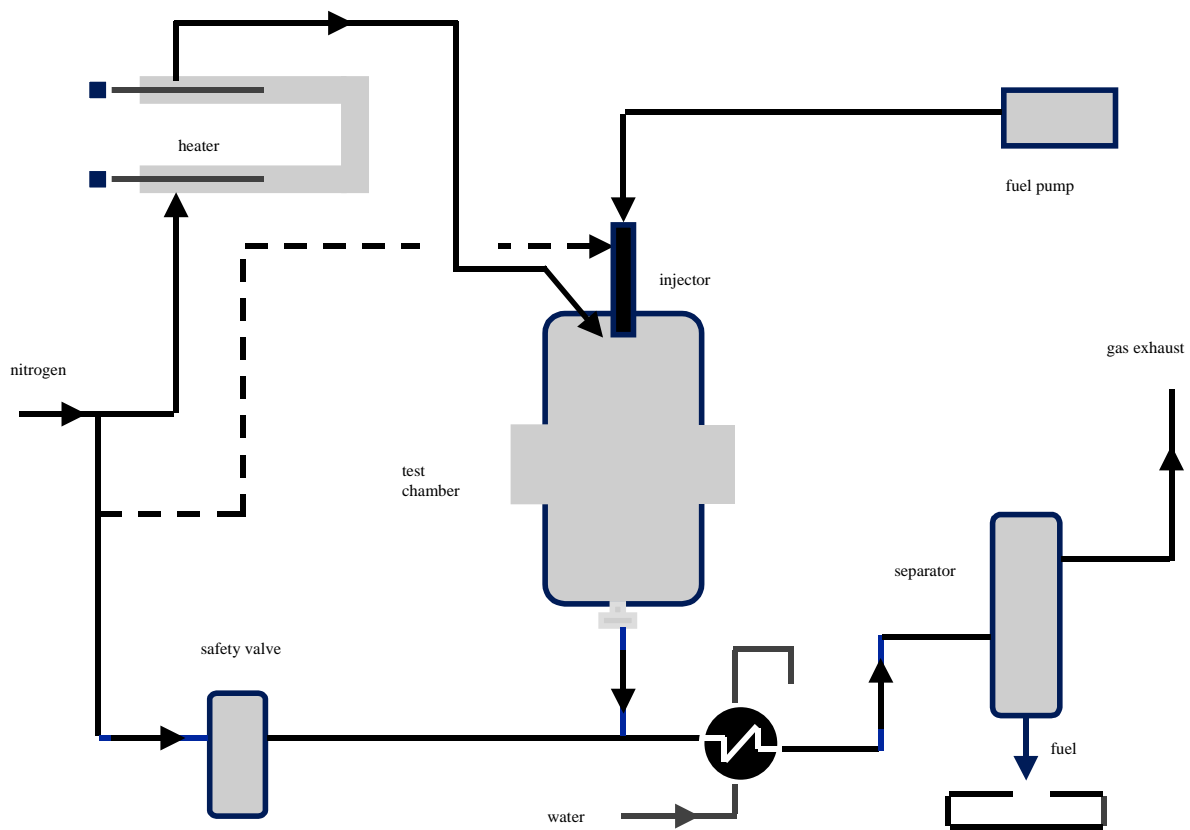 heater
fuel pump
injector
gas exhaust
nitrogen
test
chamber
separator
safety valve
fuel
water